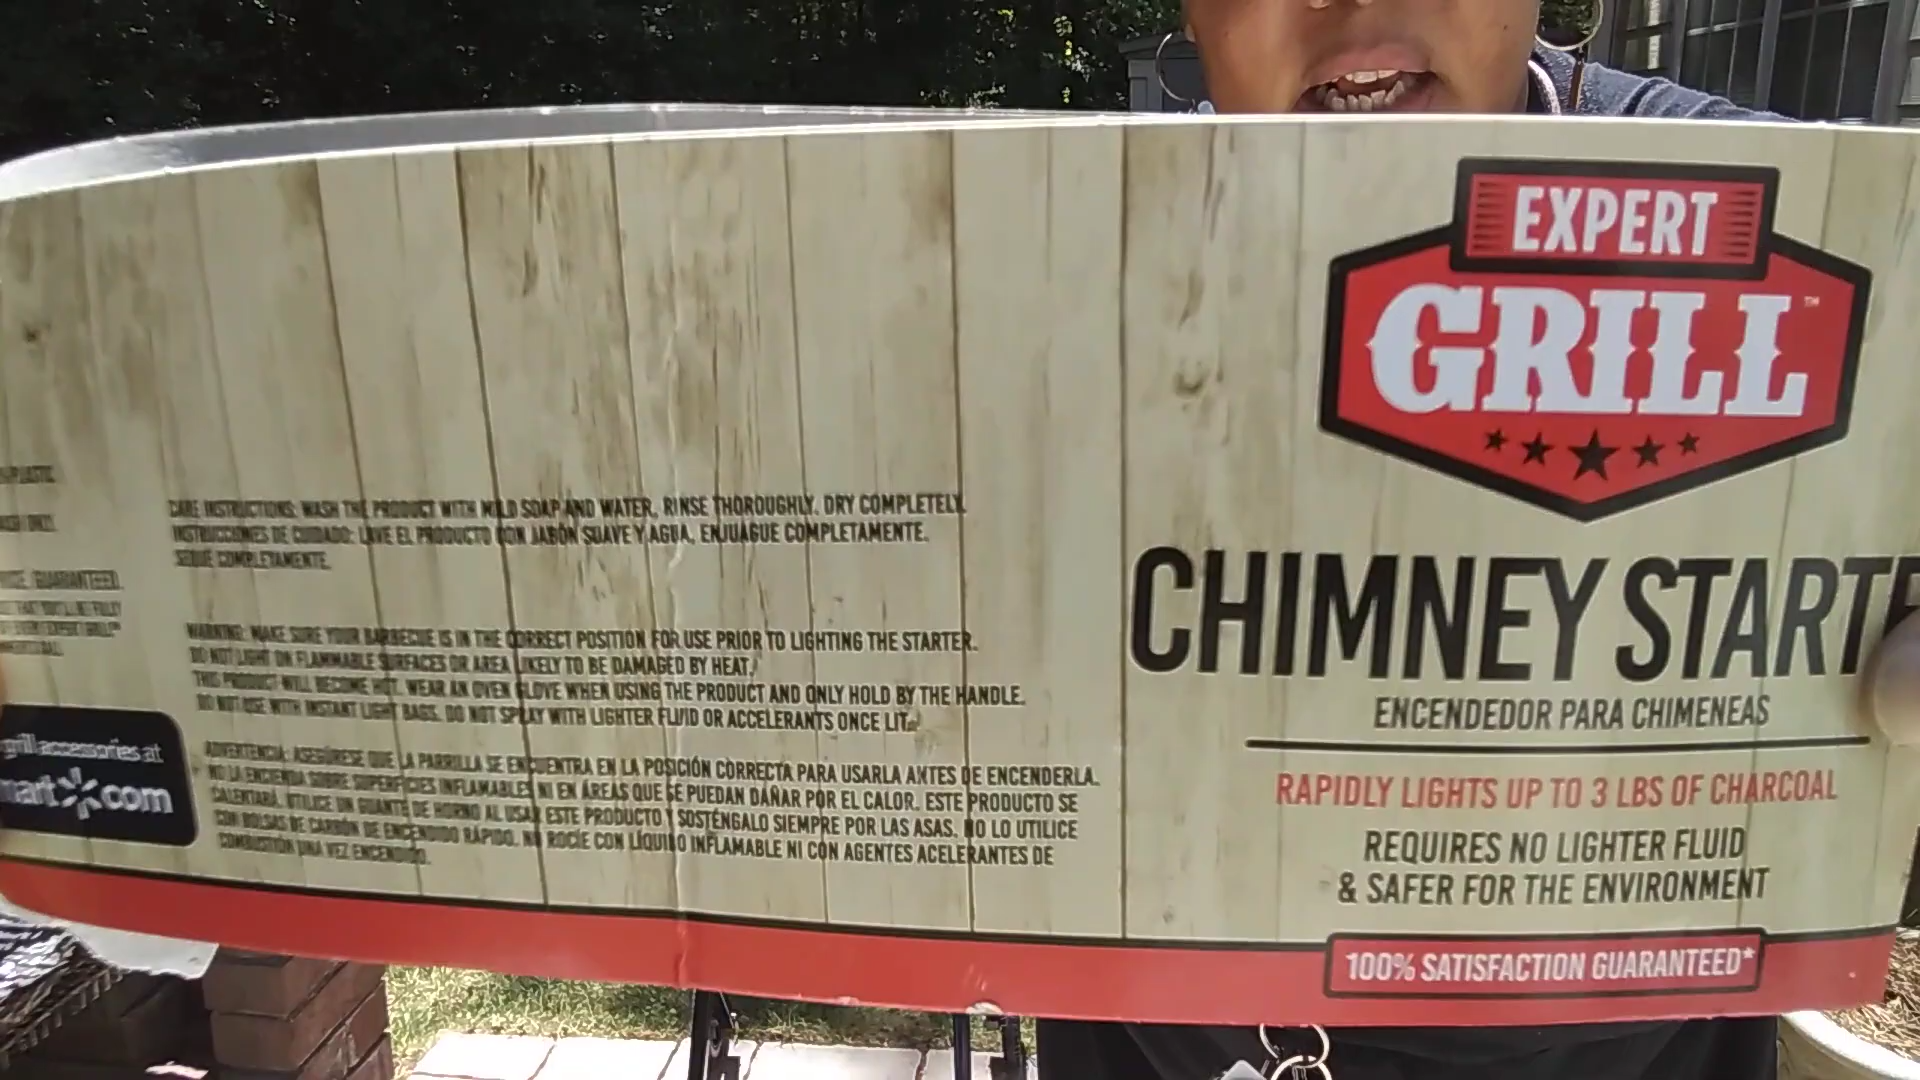 PLASTIC
ONLY.
GUARANTEED.
grill accessories at
mart com
CARE INSTRUCTIONS: WASH THE PRODUCT WITH MILD SOAP AND WATER, RINSE THOROUGHLY. DRY COMPLETELY.
INSTRUCCIONES DE CUIDADO: LAVE EL PRODUCTO CON JABÓN SUAVE Y AGUA, ENJUAGUE COMPLETAMENTE.
SEQUE COMPLETAMENTE.
WARNING: MAKE SURE YOUR BARBECUE IS IN THE CORRECT POSITION FOR USE PRIOR TO LIGHTING THE STARTER.
DO NOT LIGHT ON FLAMMABLE SURFACES OR AREA LIKELY TO BE DAMAGED BY HEAT.
THIS PRODUCT WILL BECOME HOT. WEAR AN OVEN GLOVE WHEN USING THE PRODUCT AND ONLY HOLD BY THE HANDLE.
DO NOT USE WITH INSTANT LIGHT BAGS. DO NOT SPRAY WITH LIGHTER FLUID OR ACCELERANTS ONCE LIT.
ADVERTENCIA: ASEGÚRESE QUE LA PARRILLA SE ENCUENTRA EN LA POSICIÓN CORRECTA PARA USARLA ANTES DE ENCENDERLA.
NO LA ENCIENDA SOBRE SUPERFICIES INFLAMABLES NI EN ÁREAS QUE SE PUEDAN DAÑAR POR EL CALOR. ESTE PRODUCTO SE
CALENTARÁ. UTILICE UN GUANTE DE HORNO AL USAR ESTE PRODUCTO Y SOSTÉNGALO SIEMPRE POR LAS ASAS. NO LO UTILICE
CON BOLSAS DE CARBÓN DE ENCENDIDO RÁPIDO. NO ROCÍE CON LÍQUIDO INFLAMABLE NI CON AGENTES ACELERANTES DE
COMBUSTIÓN UNA VEZ ENCENDIDO.
EXPERT
GRILL™
CHIMNEY START
ENCENDEDOR PARA CHIMENEAS
RAPIDLY LIGHTS UP TO 3 LBS OF CHARCOAL
REQUIRES NO LIGHTER FLUID
& SAFER FOR THE ENVIRONMENT
100% SATISFACTION GUARANTEED*